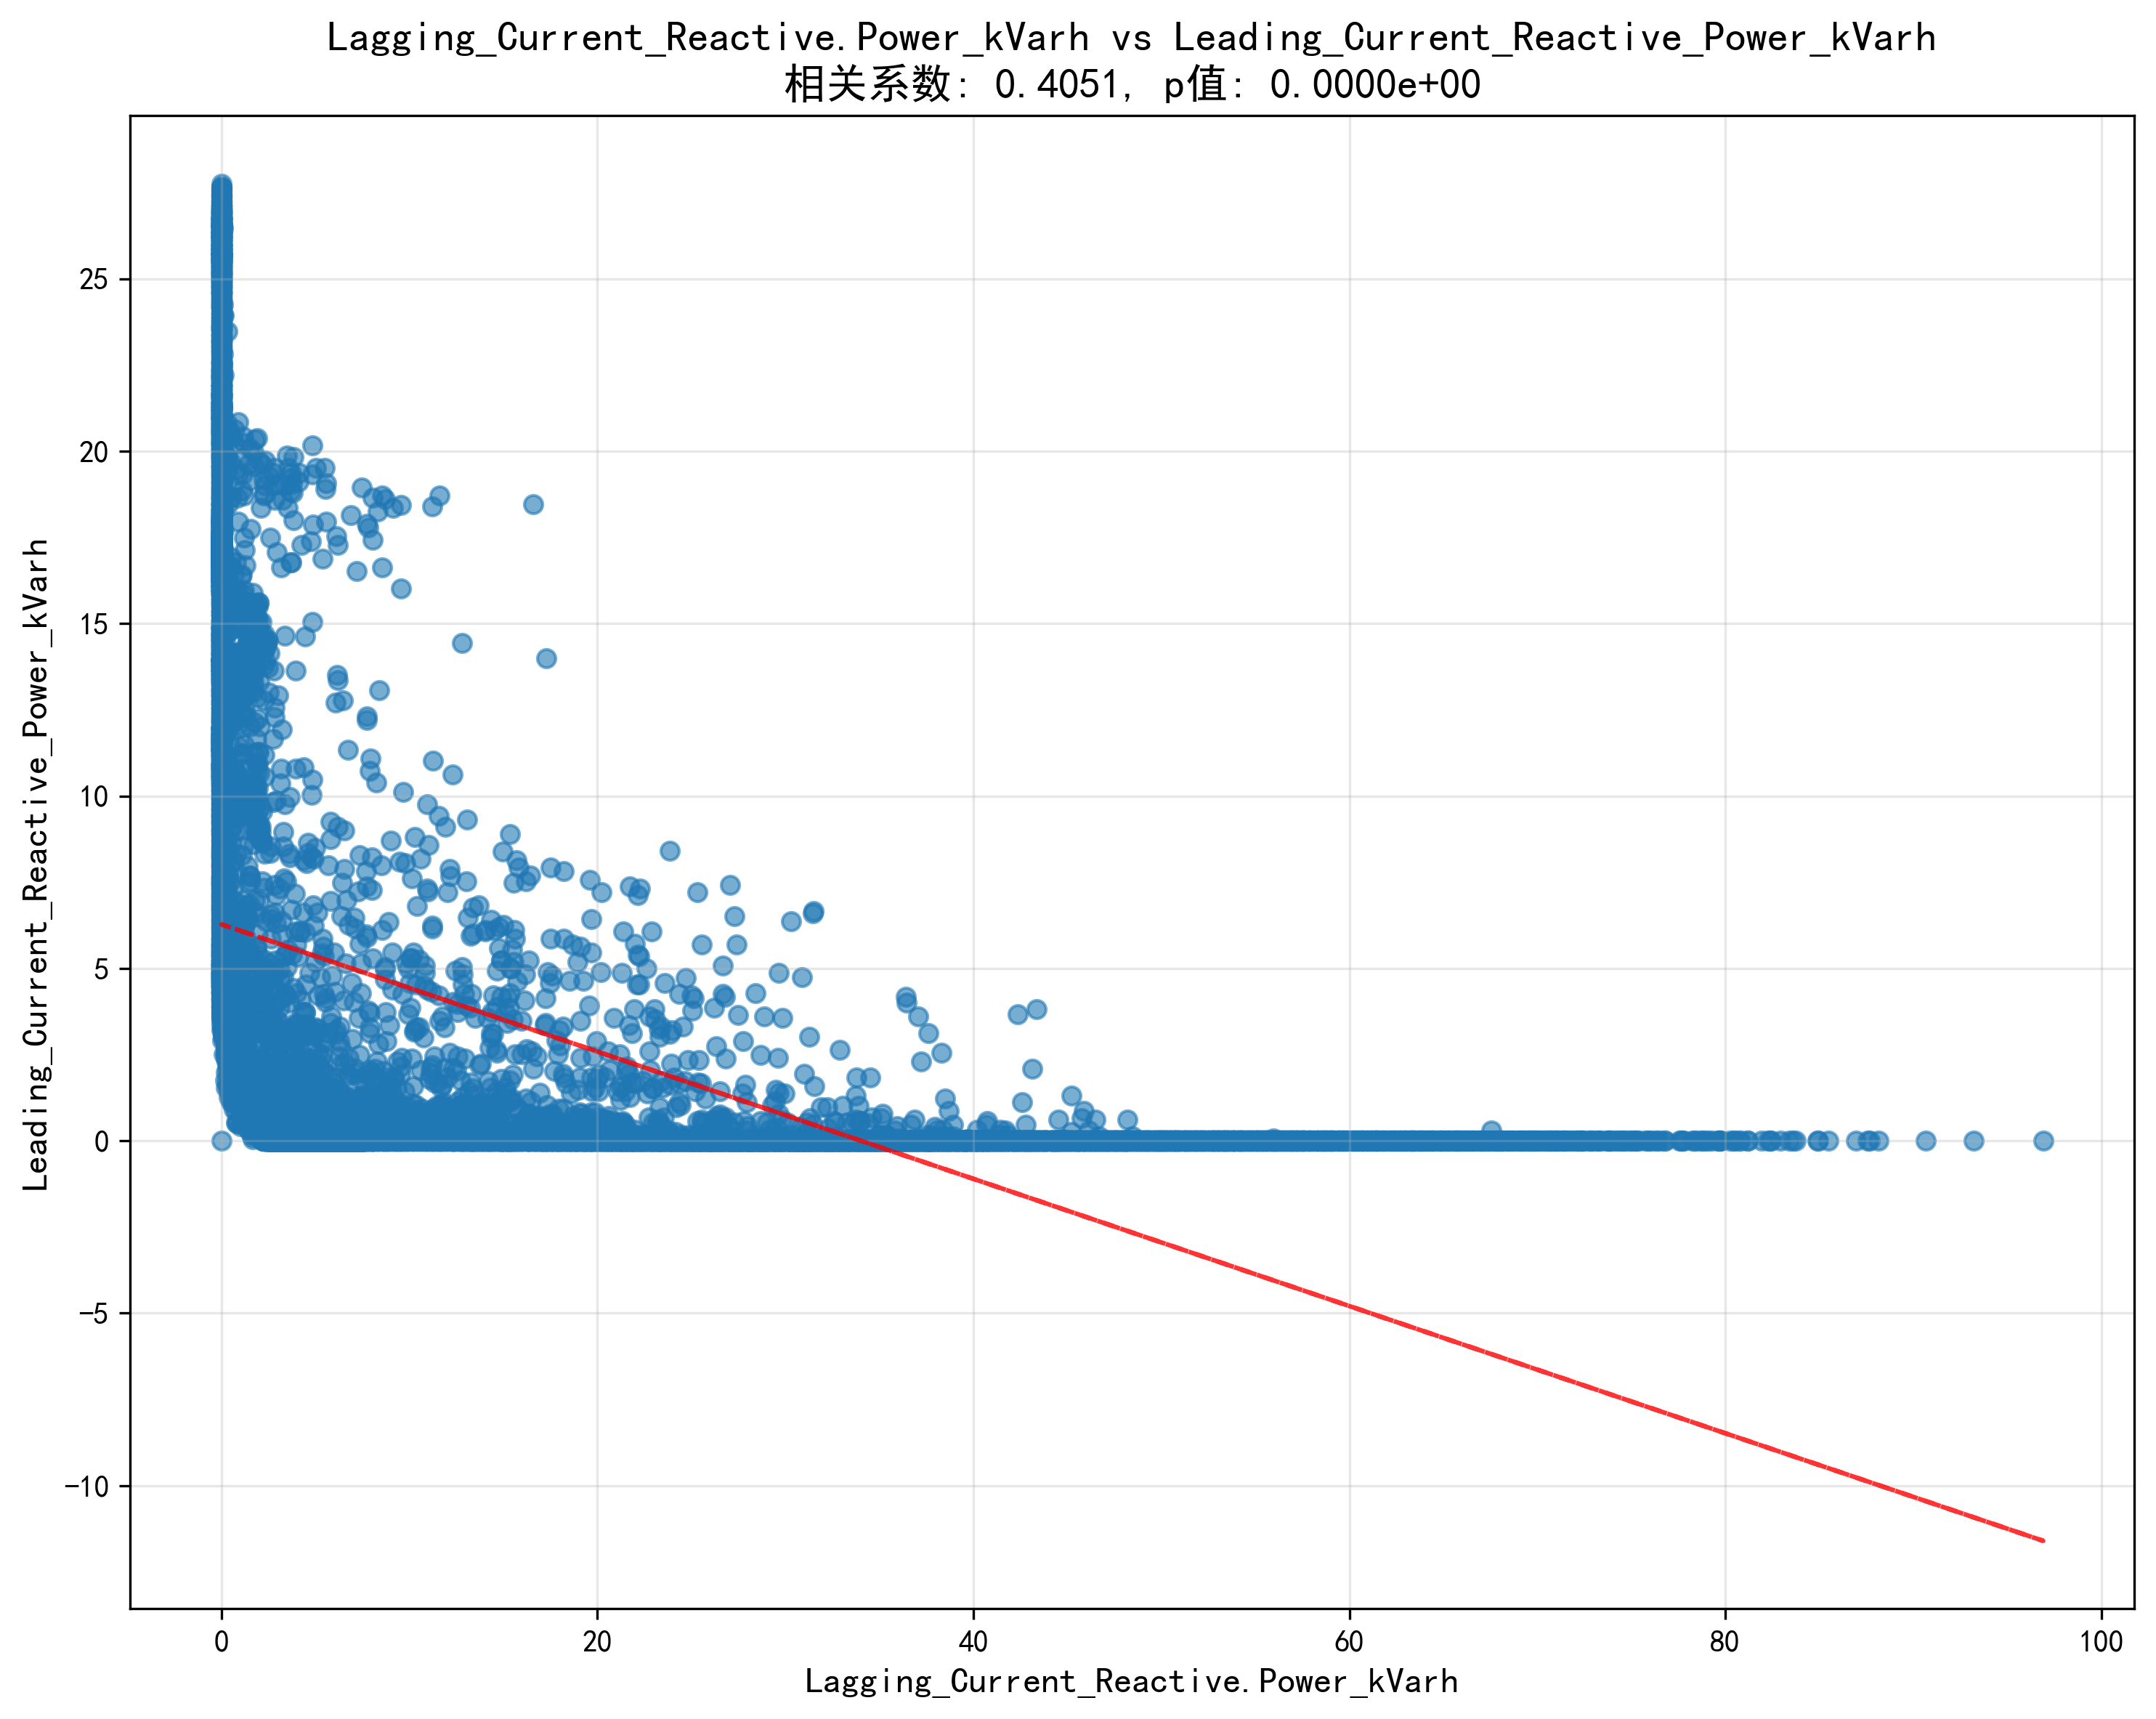 Lagging_Current_Reactive.Power_kVarh vs Leading_Current_Reactive_Power_kVarh
相关系数: 0.4051, p值: 0.0000e+00
Leading_Current_Reactive_Power_kVarh
25
20
15
10
5
0
−5
−10
0 20 40 60 80 100
Lagging_Current_Reactive.Power_kVarh